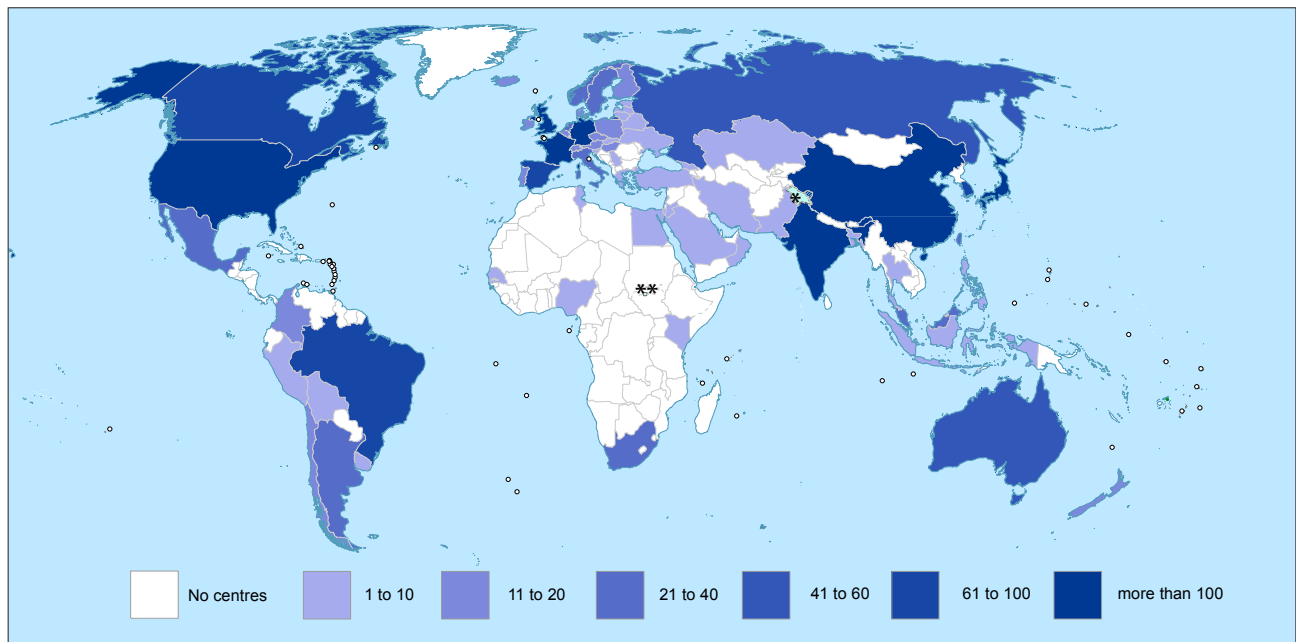 *
**
No centres
1 to 10
11 to 20
21 to 40
41 to 60
61 to 100
more than 100